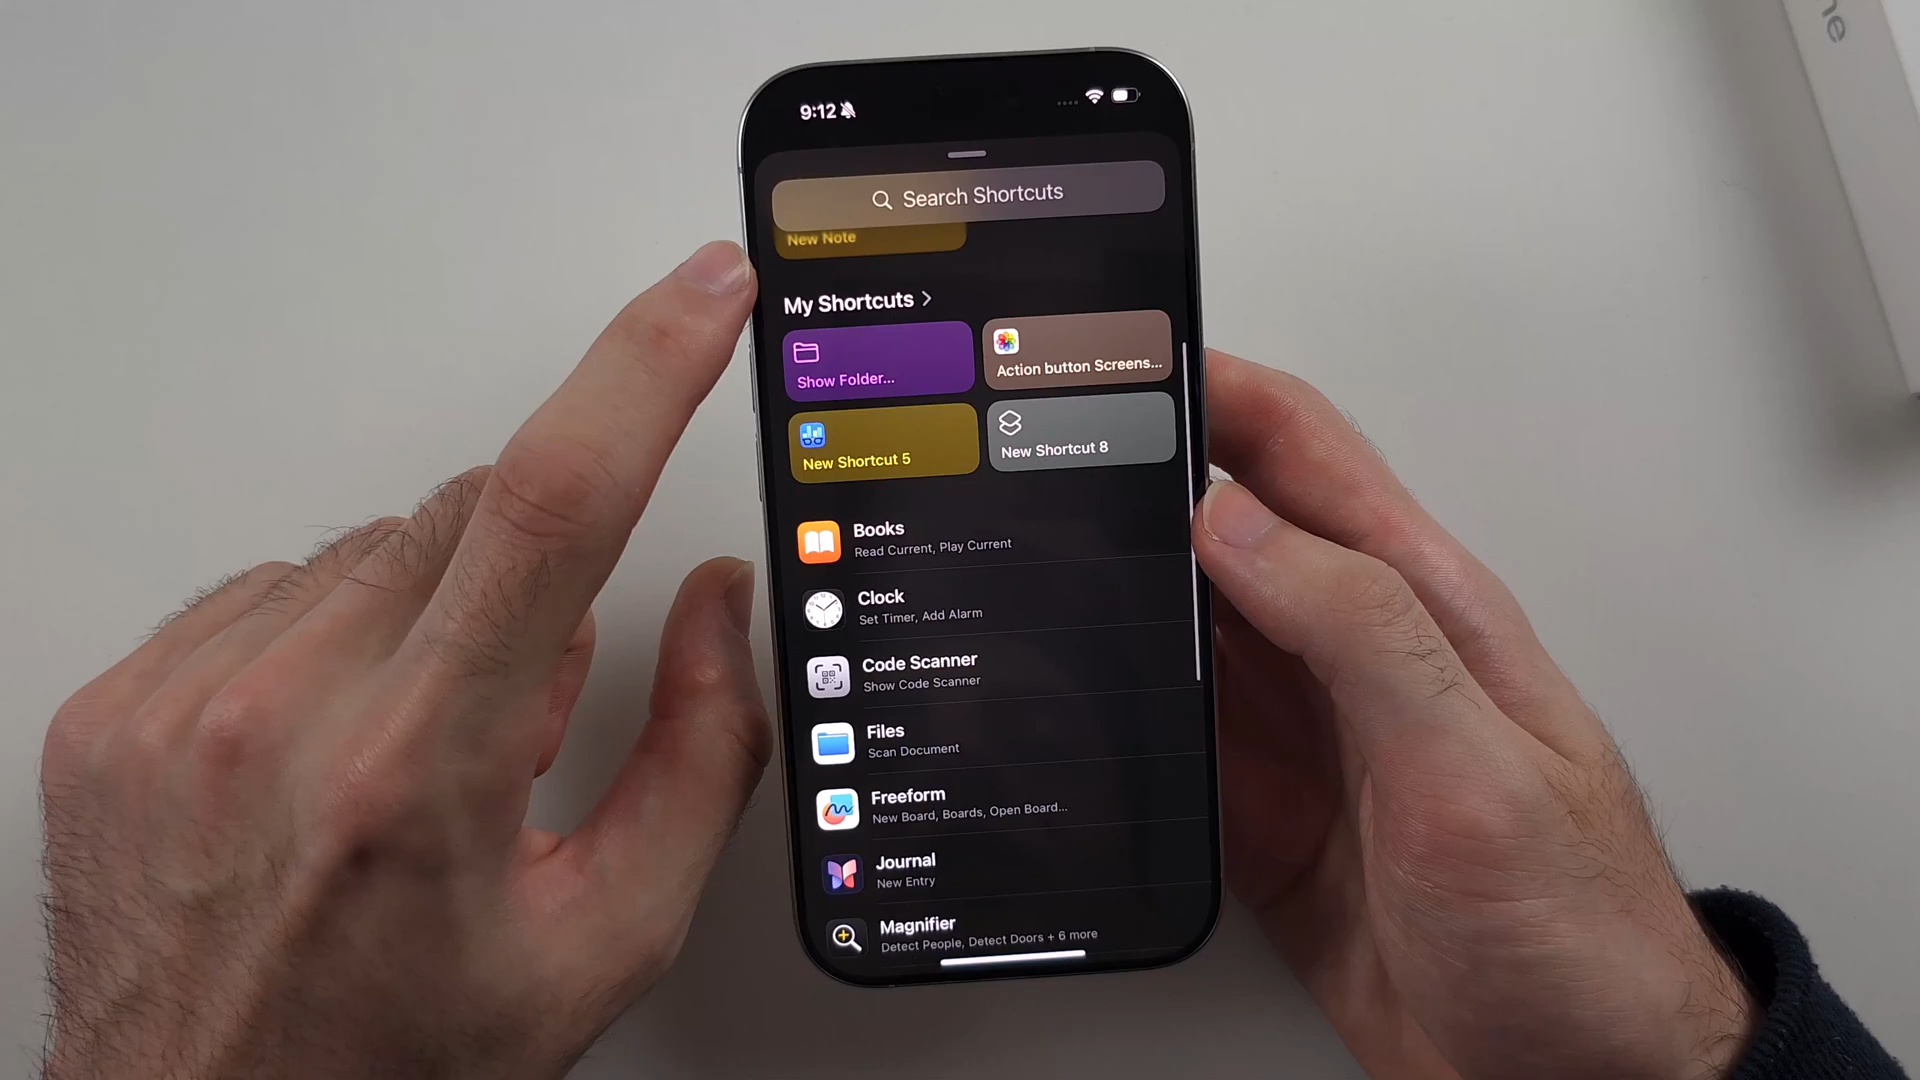 ne
9:12
Search Shortcuts
New Note
My Shortcuts >
Show Folder...
Action button Screens...
New Shortcut 5
New Shortcut 8
Books
Read Current, Play Current
Clock
Set Timer, Add Alarm
Code Scanner
Show Code Scanner
Files
Scan Document
Freeform
New Board, Boards, Open Board...
Journal
New Entry
Magnifier
Detect People, Detect Doors + 6 more